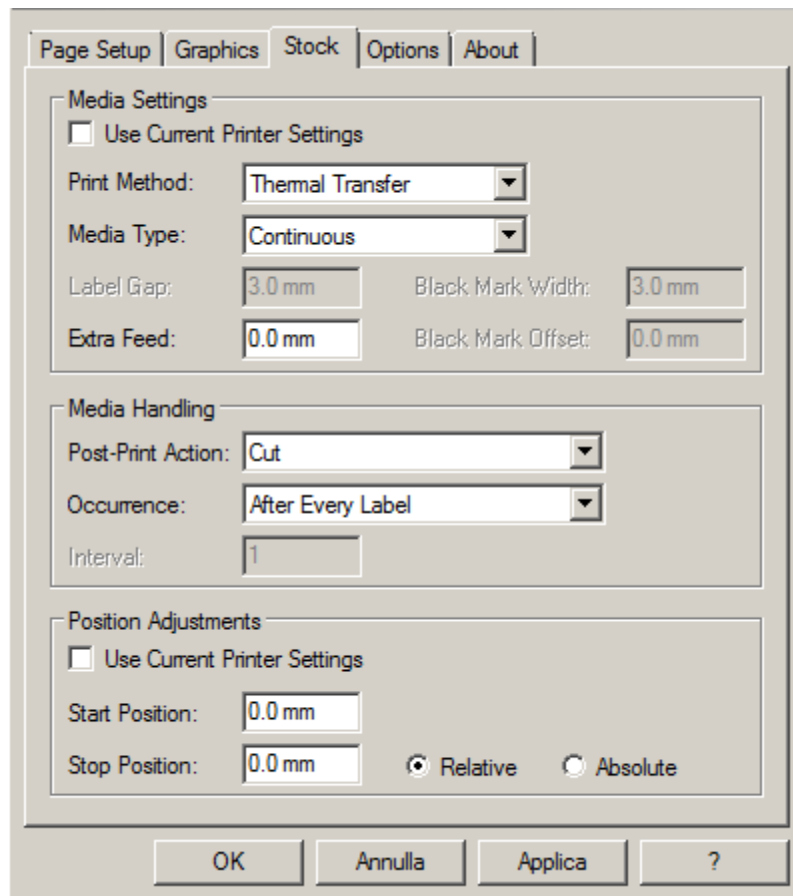 Page Setup Graphics Stock Options About
Media Settings
Use Current Printer Settings
Print Method: Thermal Transfer
Media Type: Continuous
Label Gap: 3.0 mm Black Mark Width: 3.0 mm
Extra Feed: 0.0 mm Black Mark Offset: 0.0 mm
Media Handling
Post-Print Action: Cut
Occurrence: After Every Label
Interval: 1
Position Adjustments
Use Current Printer Settings
Start Position: 0.0 mm
Stop Position: 0.0 mm Relative Absolute
OK Annulla Applica ?